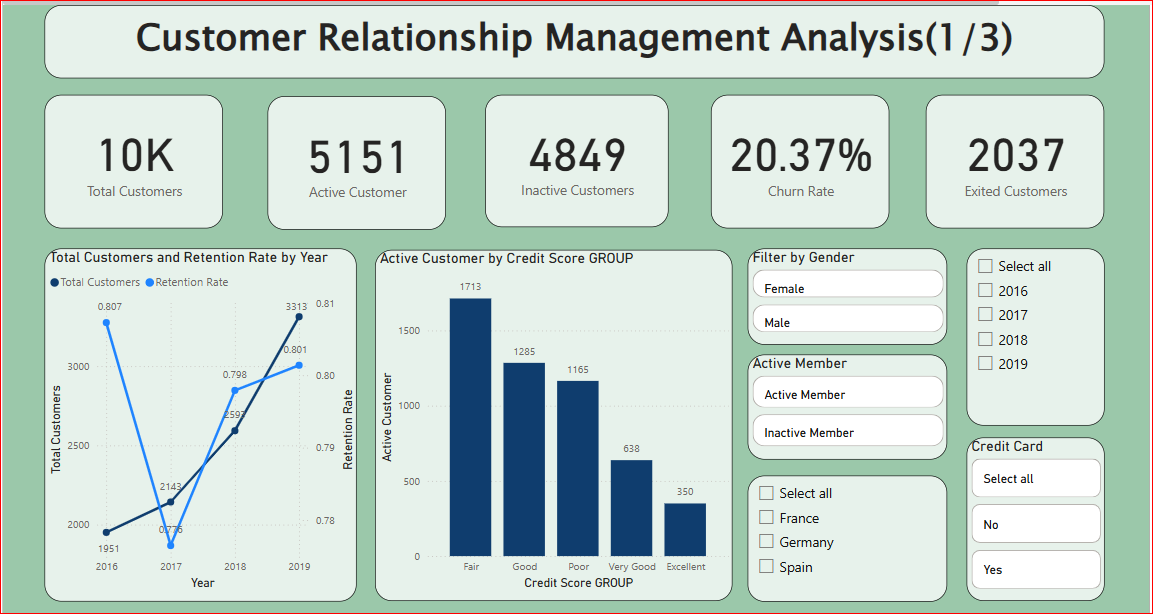 Customer Relationship Management Analysis(1/3)
10K
Total Customers
5151
Active Customer
4849
Inactive Customers
20.37%
Churn Rate
2037
Exited Customers
Total Customers and Retention Rate by Year
Total Customers Retention Rate
0.807
3313
0.81
0.801
3000
0.798
0.80
2597
2500
0.79
2143
0.776
2000
0.78
1951
2016 2017 2018 2019
Year
Total Customers
Retention Rate
Active Customer by Credit Score GROUP
1713
1500
1285
1165
1000
638
500
350
0
Fair Good Poor Very Good Excellent
Credit Score GROUP
Active Customer
Filter by Gender
Female
Male
Active Member
Active Member
Inactive Member
Select all
France
Germany
Spain
Select all
2016
2017
2018
2019
Credit Card
Select all
No
Yes